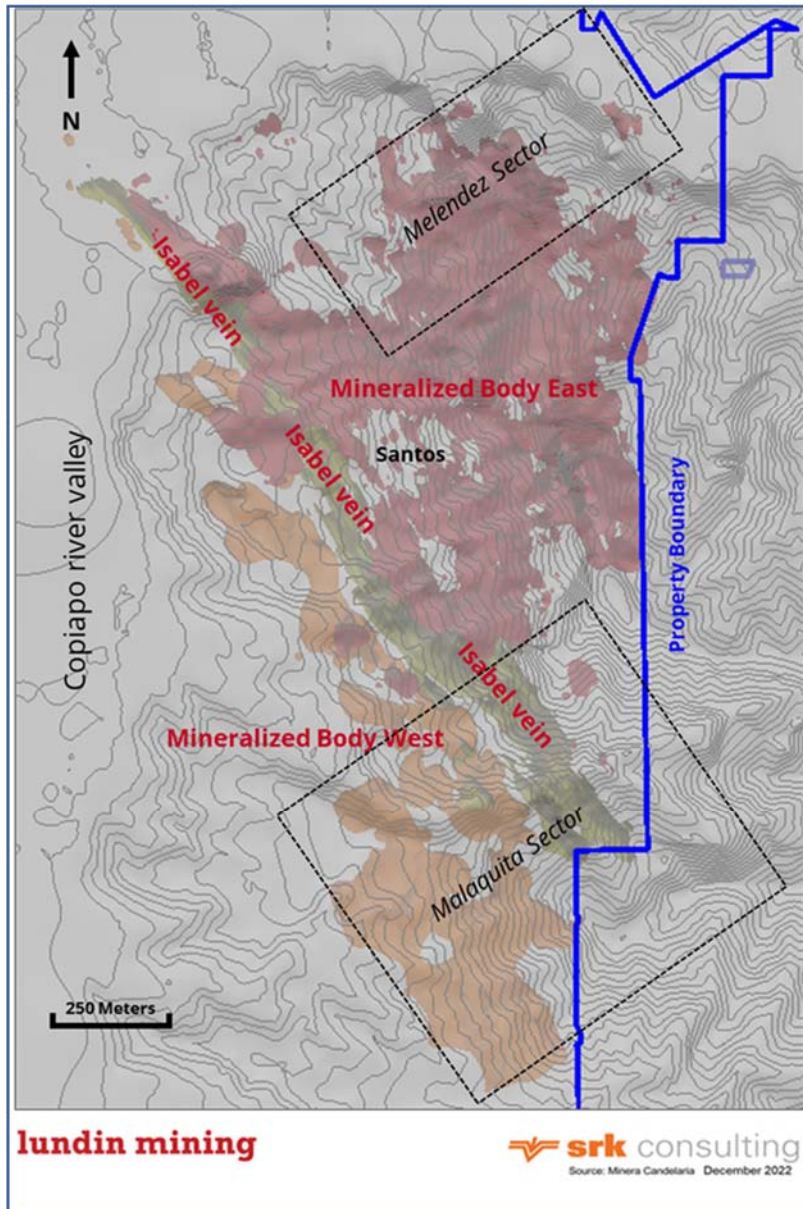 N
Melendez Sector
Isabel vein
Mineralized Body East
Isabel vein
Santos
Copiapo river valley
Property Boundary
Isabel vein
Mineralized Body West
Malaquita Sector
250 Meters
lundin mining
srk consulting
Source: Minera Candelaria December 2022